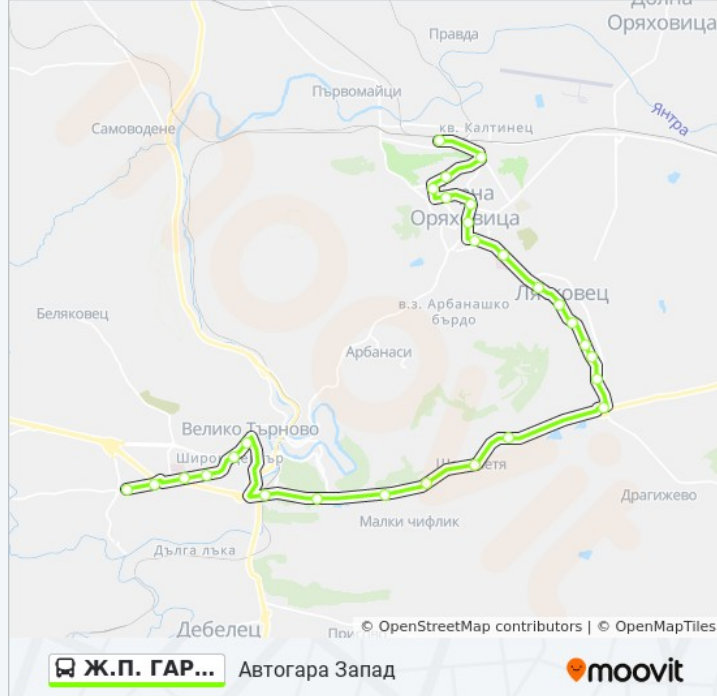 Долна
Оряховица
Правда
Първомайци
Янтра
Самоводене
кв. Калтинец
Оряховица
Лясковец
в.з. Арбанашко
бърдо
Беляковец
Арбанаси
Велико Търново
Драгижево
Малки чифлик
Дълга лъка
Дебелец
© OpenStreetMap contributors | © OpenMapTiles
Ж.П. ГАР... Автогара Запад
moovit